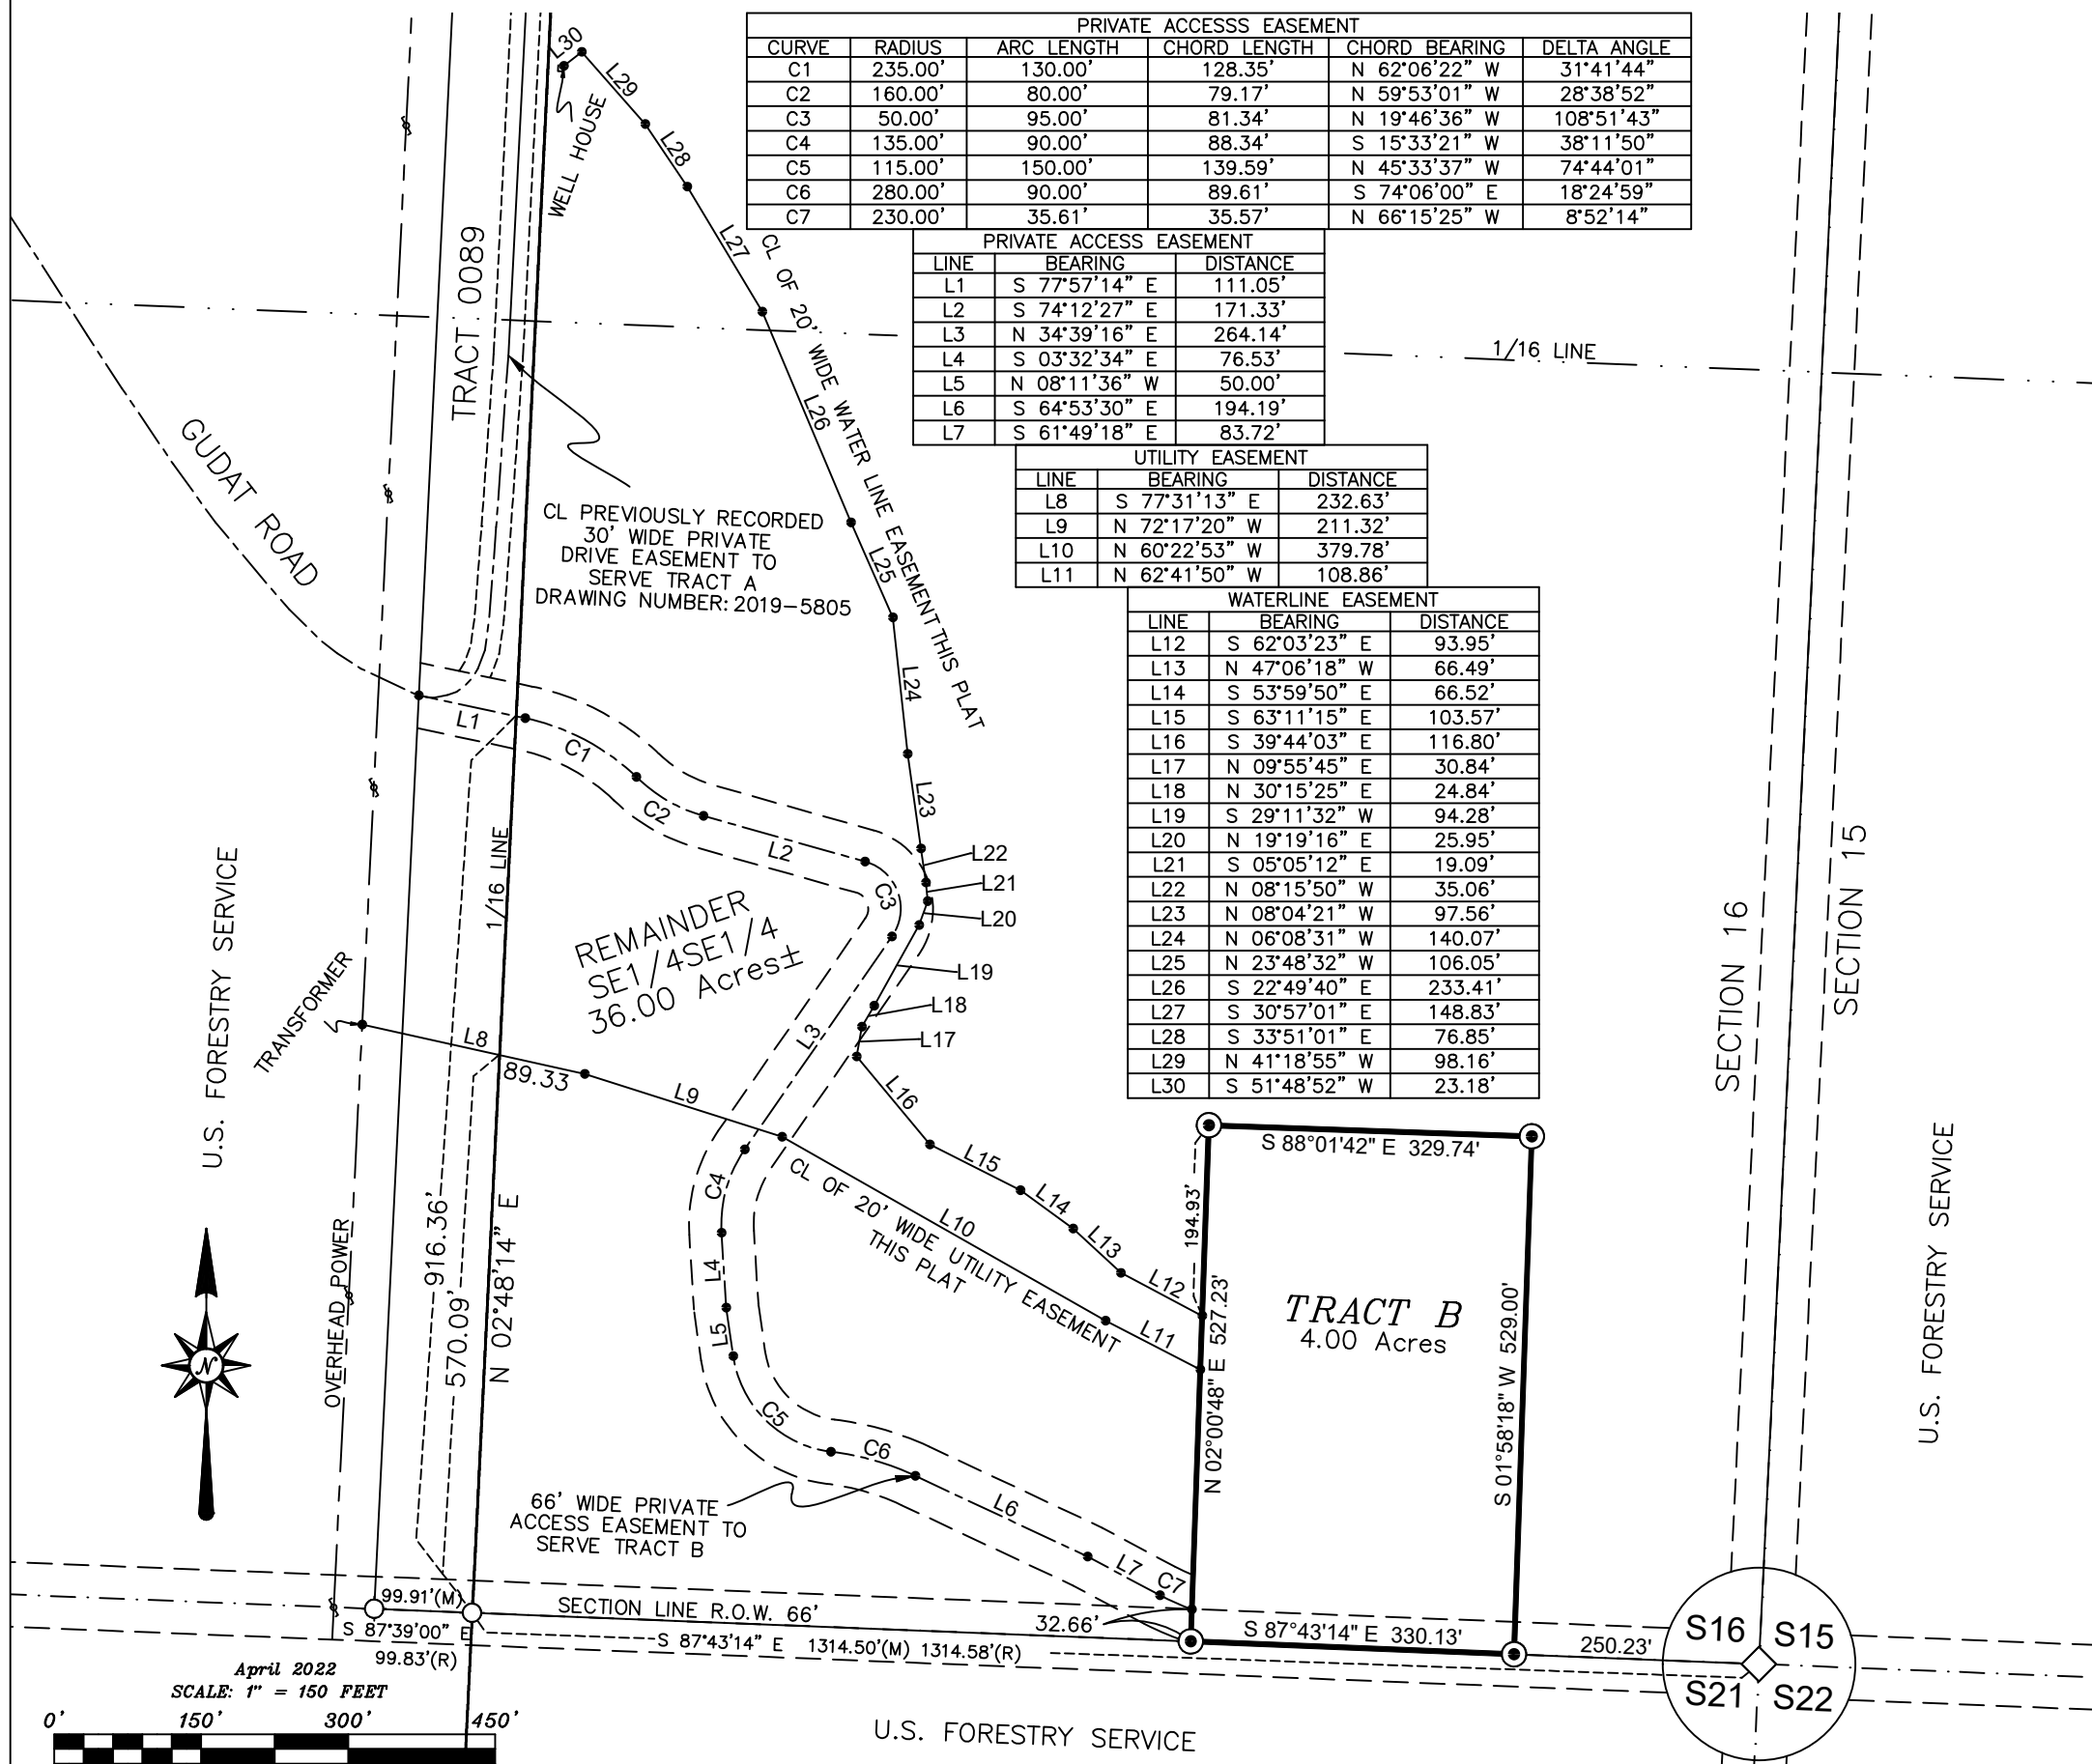 PRIVATE ACCESSS EASEMENT
CURVE RADIUS ARC LENGTH CHORD LENGTH CHORD BEARING DELTA ANGLE
C1 235.00' 130.00' 128.35' N 62°06'22" W 31°41'44"
C2 160.00' 80.00' 79.17' N 59°53'01" W 28°38'52"
C3 50.00' 95.00' 81.34' N 19°46'36" W 108°51'43"
C4 135.00' 90.00' 88.34' S 15°33'21" W 38°11'50"
C5 115.00' 150.00' 139.59' N 45°33'37" W 74°44'01"
C6 280.00' 90.00' 89.61' S 74°06'00" E 18°24'59"
C7 230.00' 35.61' 35.57' N 66°15'25" W 8°52'14"
PRIVATE ACCESS EASEMENT
LINE BEARING DISTANCE
L1 S 77°57'14" E 111.05'
L2 S 74°12'27" E 171.33'
L3 N 34°39'16" E 264.14'
L4 S 03°32'34" E 76.53'
L5 N 08°11'36" W 50.00'
L6 S 64°53'30" E 194.19'
L7 S 61°49'18" E 83.72'
UTILITY EASEMENT
LINE BEARING DISTANCE
L8 S 77°31'13" E 232.63'
L9 N 72°17'20" W 211.32'
L10 N 60°22'53" W 379.78'
L11 N 62°41'50" W 108.86'
WATERLINE EASEMENT
LINE BEARING DISTANCE
L12 S 62°03'23" E 93.95'
L13 N 47°06'18" W 66.49'
L14 S 53°59'50" E 66.52'
L15 S 63°11'15" E 103.57'
L16 S 39°44'03" E 116.80'
L17 N 09°55'45" E 30.84'
L18 N 30°15'25" E 24.84'
L19 S 29°11'32" W 94.28'
L20 N 19°19'16" E 25.95'
L21 S 05°05'12" E 19.09'
L22 N 08°15'50" W 35.06'
L23 N 08°04'21" W 97.56'
L24 N 06°08'31" W 140.07'
L25 N 23°48'32" W 106.05'
L26 S 22°49'40" E 233.41'
L27 S 30°57'01" E 148.83'
L28 S 33°51'01" E 76.85'
L29 N 41°18'55" W 98.16'
L30 S 51°48'52" W 23.18'
L30
L29
L28
L27
L26
L25
L24
L23
L22
L21
L20
L19
L18
L17
L16
L15
L14
L13
L12
WELL HOUSE
CL OF 20' WIDE WATER LINE EASEMENT THIS PLAT
TRACT 0089
1/16 LINE
GUDAT ROAD
CL PREVIOUSLY RECORDED
30' WIDE PRIVATE
DRIVE EASEMENT TO
SERVE TRACT A
DRAWING NUMBER: 2019-5805
L1
C1
C2
L2
C3
L3
C4
L4
L5
C5
C6
L6
L7
C7
1/16 LINE
REMAINDER
SE1/4SE1/4
36.00 Acres±
U.S. FORESTRY SERVICE
TRANSFORMER
L8
89.33
L9
L10
L11
CL OF 20' WIDE UTILITY EASEMENT
THIS PLAT
OVERHEAD POWER
916.36'
570.09'
N 02°48'14" E
66' WIDE PRIVATE
ACCESS EASEMENT TO
SERVE TRACT B
S 88°01'42" E 329.74'
194.93'
N 02°00'48" E 527.23'
TRACT B
4.00 Acres
S 01°58'18" W 529.00'
SECTION 16
SECTION 15
U.S. FORESTRY SERVICE
N
99.91'(M)
S 87°39'00" E
99.83'(R)
SECTION LINE R.O.W. 66'
32.66'
S 87°43'14" E 1314.50'(M) 1314.58'(R)
S 87°43'14" E 330.13'
250.23'
S16 S15
S21 S22
April 2022
SCALE: 1" = 150 FEET
0' 150' 300' 450'
U.S. FORESTRY SERVICE